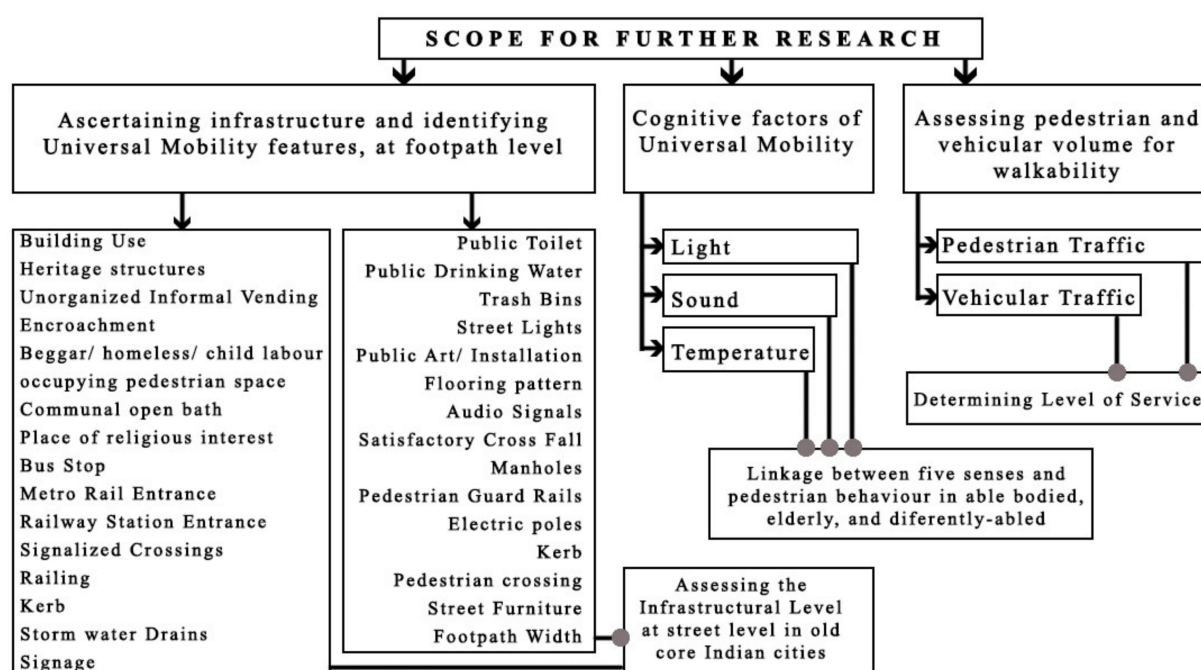 SCOPE FOR FURTHER RESEARCH
Ascertaining infrastructure and identifying
Universal Mobility features, at footpath level
Building Use
Heritage structures
Unorganized Informal Vending
Encroachment
Beggar/ homeless/ child labour
occupying pedestrian space
Communal open bath
Place of religious interest
Bus Stop
Metro Rail Entrance
Railway Station Entrance
Signalized Crossings
Railing
Kerb
Storm water Drains
Signage
Public Toilet
Public Drinking Water
Trash Bins
Street Lights
Public Art/ Installation
Flooring pattern
Audio Signals
Satisfactory Cross Fall
Manholes
Pedestrian Guard Rails
Electric poles
Kerb
Pedestrian crossing
Street Furniture
Footpath Width
Assessing the
Infrastructural Level
at street level in old
core Indian cities
Cognitive factors of
Universal Mobility
Light
Sound
Temperature
Linkage between five senses and
pedestrian behaviour in able bodied,
elderly, and diferently-abled
Assessing pedestrian and
vehicular volume for
walkability
Pedestrian Traffic
Vehicular Traffic
Determining Level of Service